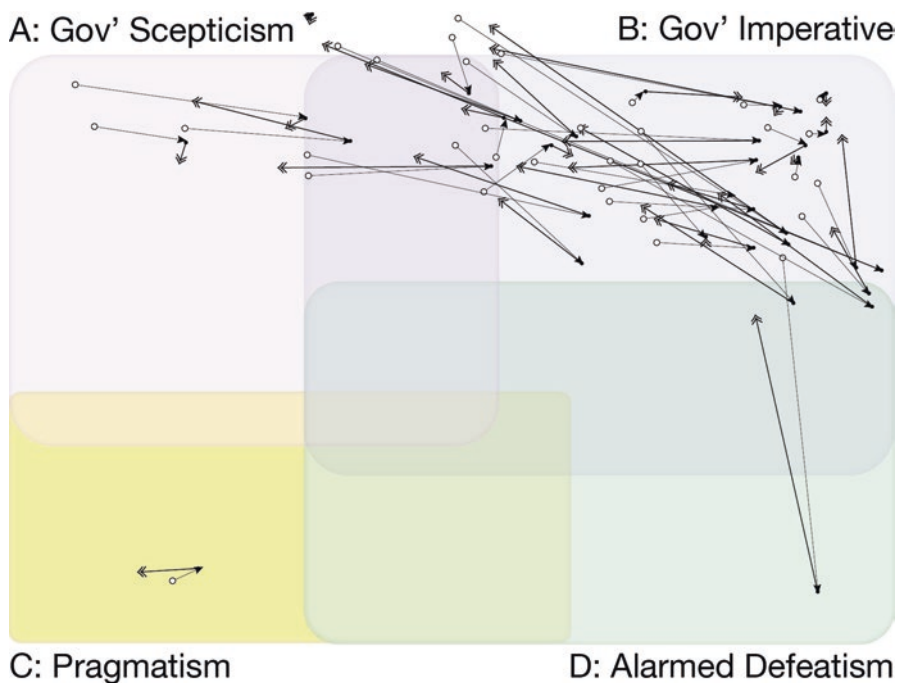 A: Gov’ Scepticism
B: Gov’ Imperative
C: Pragmatism
D: Alarmed Defeatism